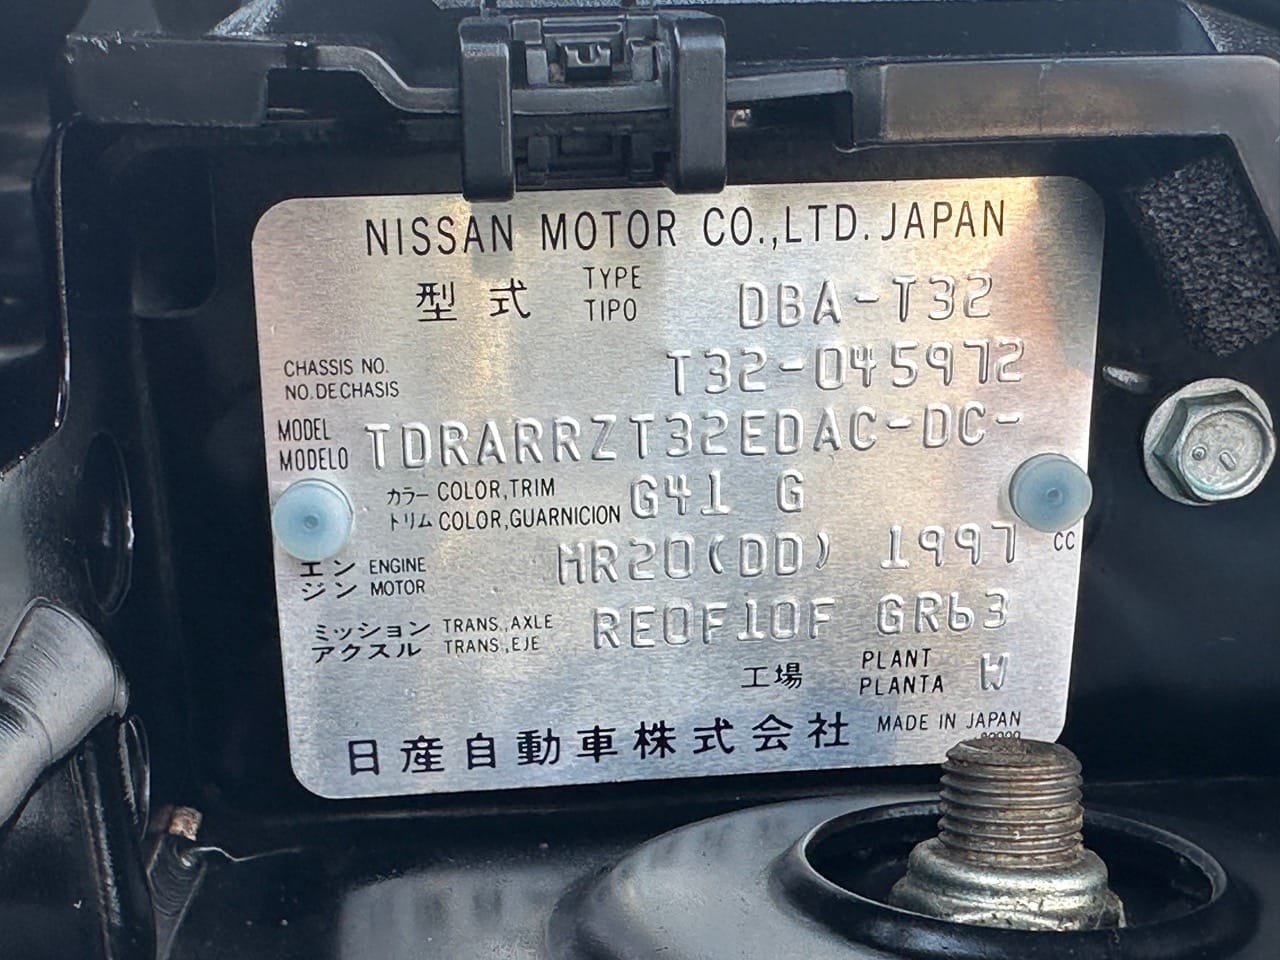 NISSAN MOTOR CO.,LTD. JAPAN
型式 TYPE TIPO DBA-T32
CHASSIS NO. NO. DE CHASIS T32-045972
MODEL MODELO TDRARRZT32EDAC-DC-
カラー COLOR,TRIM
トリム COLOR,GUARNICION G41 G
エンジン ENGINE MOTOR MR20(DD) 1997 CC
ミッション TRANS.,AXLE
アクスル TRANS.,EJE RE0F10F GR63
工場 PLANT PLANTA W
日産自動車株式会社 MADE IN JAPAN